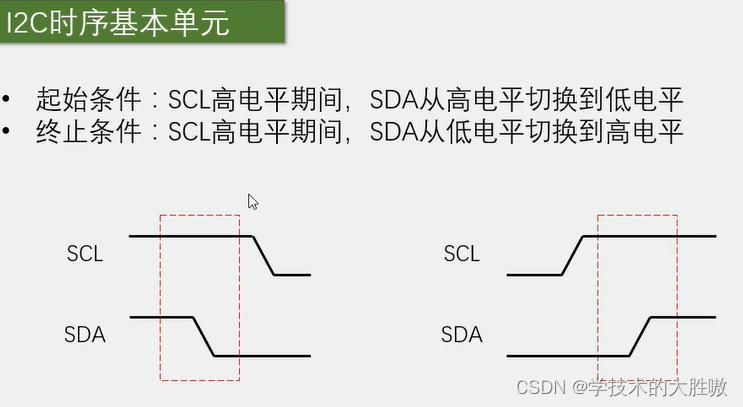 I2C时序基本单元
• 起始条件：SCL高电平期间，SDA从高电平切换到低电平
• 终止条件：SCL高电平期间，SDA从低电平切换到高电平
SCL SCL
SDA SDA
CSDN @学技术的大胜嗷